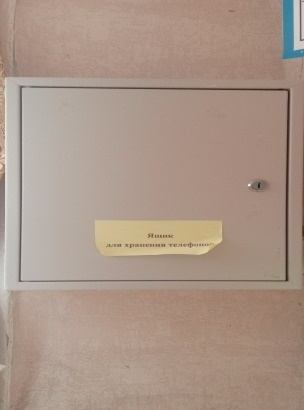 Ящик
для хранения телефонов